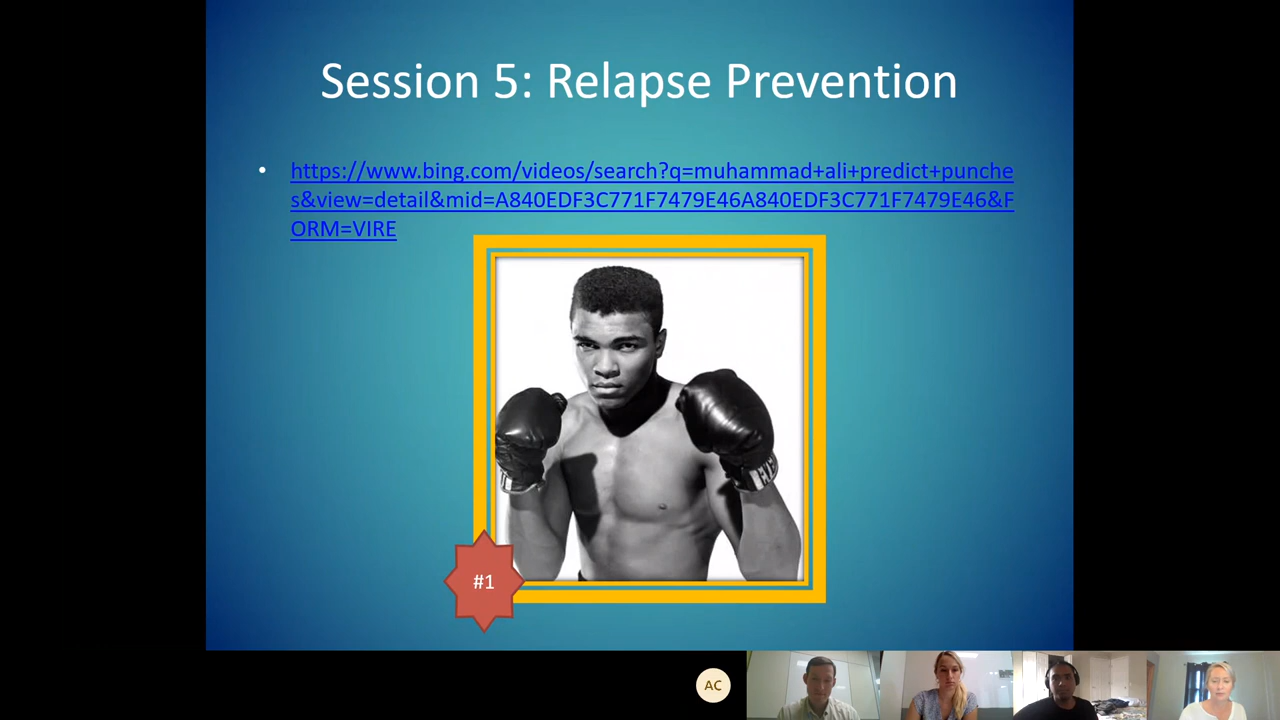 Session 5: Relapse Prevention
• https://www.bing.com/videos/search?q=muhammad+ali+predict+punche
s&view=detail&mid=A840EDF3C771F7479E46A840EDF3C771F7479E46&F
ORM=VIRE
#1
AC